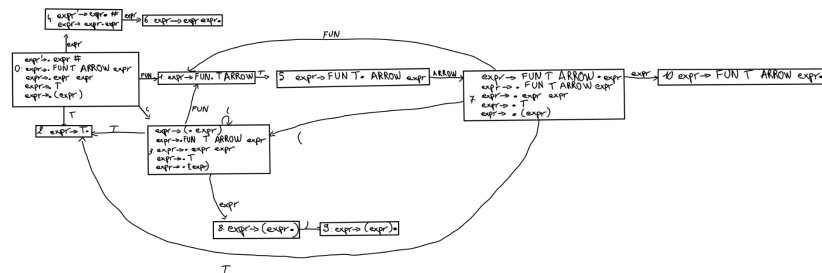 4. expr'→expr• #
expr→ expr•expr
expr
6 expr→expr expr•
expr
FUN
expr'→• expr #
0: expr→• FUN T ARROW expr
expr→• expr expr
expr→• T
expr→• (expr)
FUN
1 expr→FUN• T ARROW
T
5. expr→FUN T• ARROW expr
ARROW
expr→ FUN T ARROW • expr
expr→ • FUN T ARROW expr
7 expr→ • expr expr
expr→ • T
expr→ • (expr)
expr
10 expr→ FUN T ARROW expr•
T
(
FUN
(
2. expr→T•
T
expr→(• expr)
expr→•FUN T ARROW expr
3. expr→• expr expr
expr→•T
expr→•(expr)
(
expr
8: expr→(expr•)
)
9: expr→(expr)•
T